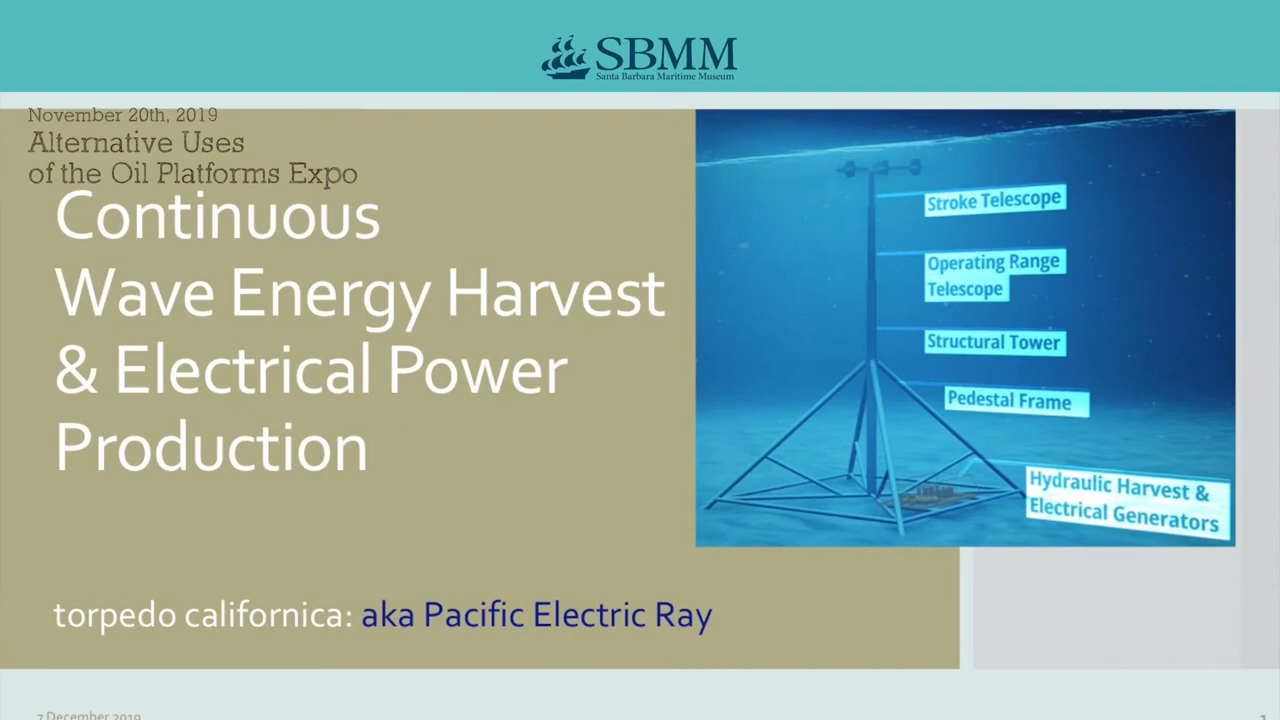 SBMM
Santa Barbara Maritime Museum
November 20th, 2019
Alternative Uses
of the Oil Platforms Expo
Continuous
Wave Energy Harvest
& Electrical Power
Production
Stroke Telescope
Operating Range
Telescope
Structural Tower
Pedestal Frame
Hydraulic Harvest &
Electrical Generators
torpedo californica: aka Pacific Electric Ray
7 December 2019
1